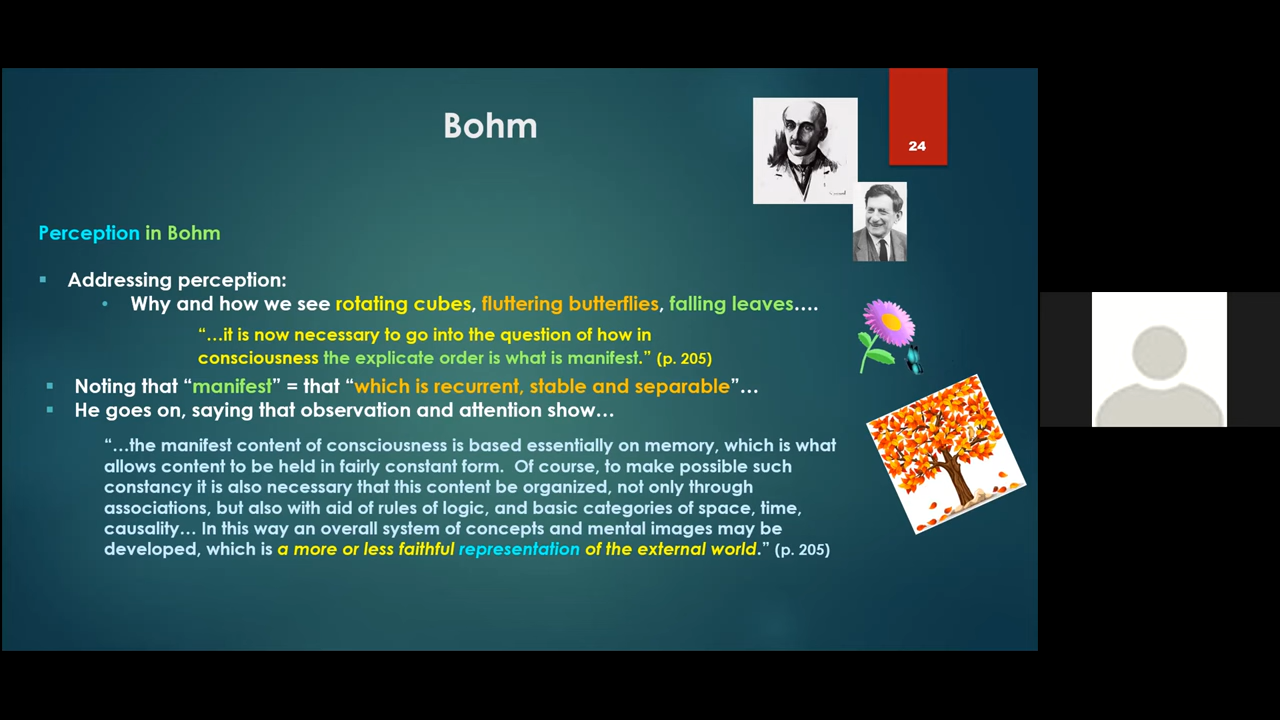 Bohm
24
Perception in Bohm
▪ Addressing perception:
• Why and how we see rotating cubes, fluttering butterflies, falling leaves….
“…it is now necessary to go into the question of how in
consciousness the explicate order is what is manifest.” (p. 205)
▪ Noting that “manifest” = that “which is recurrent, stable and separable”…
▪ He goes on, saying that observation and attention show…
“…the manifest content of consciousness is based essentially on memory, which is what
allows content to be held in fairly constant form.  Of course, to make possible such
constancy it is also necessary that this content be organized, not only through
associations, but also with aid of rules of logic, and basic categories of space, time,
causality… In this way an overall system of concepts and mental images may be
developed, which is a more or less faithful representation of the external world.” (p. 205)